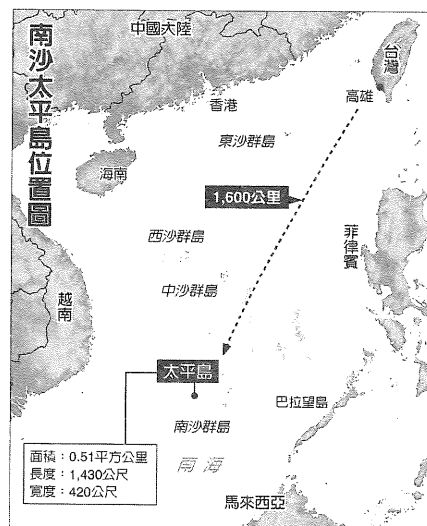 南沙太平島位置圖
中國大陸
台灣
香港
高雄
東沙群島
海南
1,600公里
西沙群島
菲律賓
中沙群島
越南
太平島
巴拉望島
南沙群島
面積：0.51平方公里
長度：1,430公尺
寬度：420公尺
南海
馬來西亞